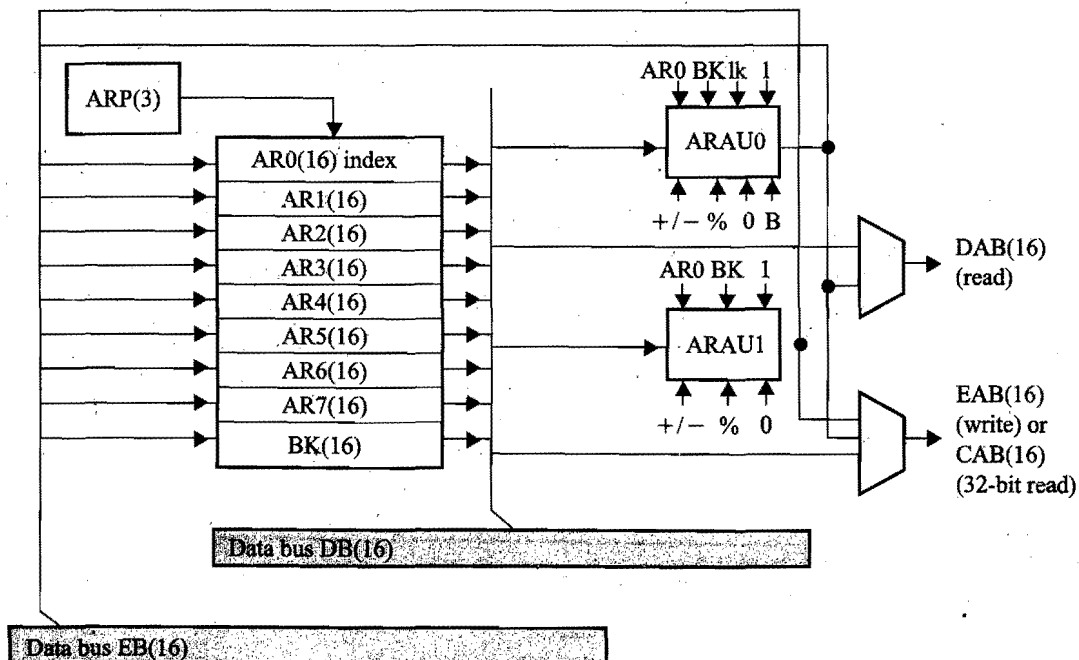 AR0 BK lk 1
ARP(3)
ARAU0
AR0(16) index
AR1(16)
AR2(16)
AR3(16)
AR4(16)
AR5(16)
AR6(16)
AR7(16)
BK(16)
+/− % 0 B
DAB(16)
(read)
AR0 BK 1
ARAU1
+/− % 0
EAB(16)
(write) or
CAB(16)
(32-bit read)
Data bus DB(16)
Data bus EB(16)